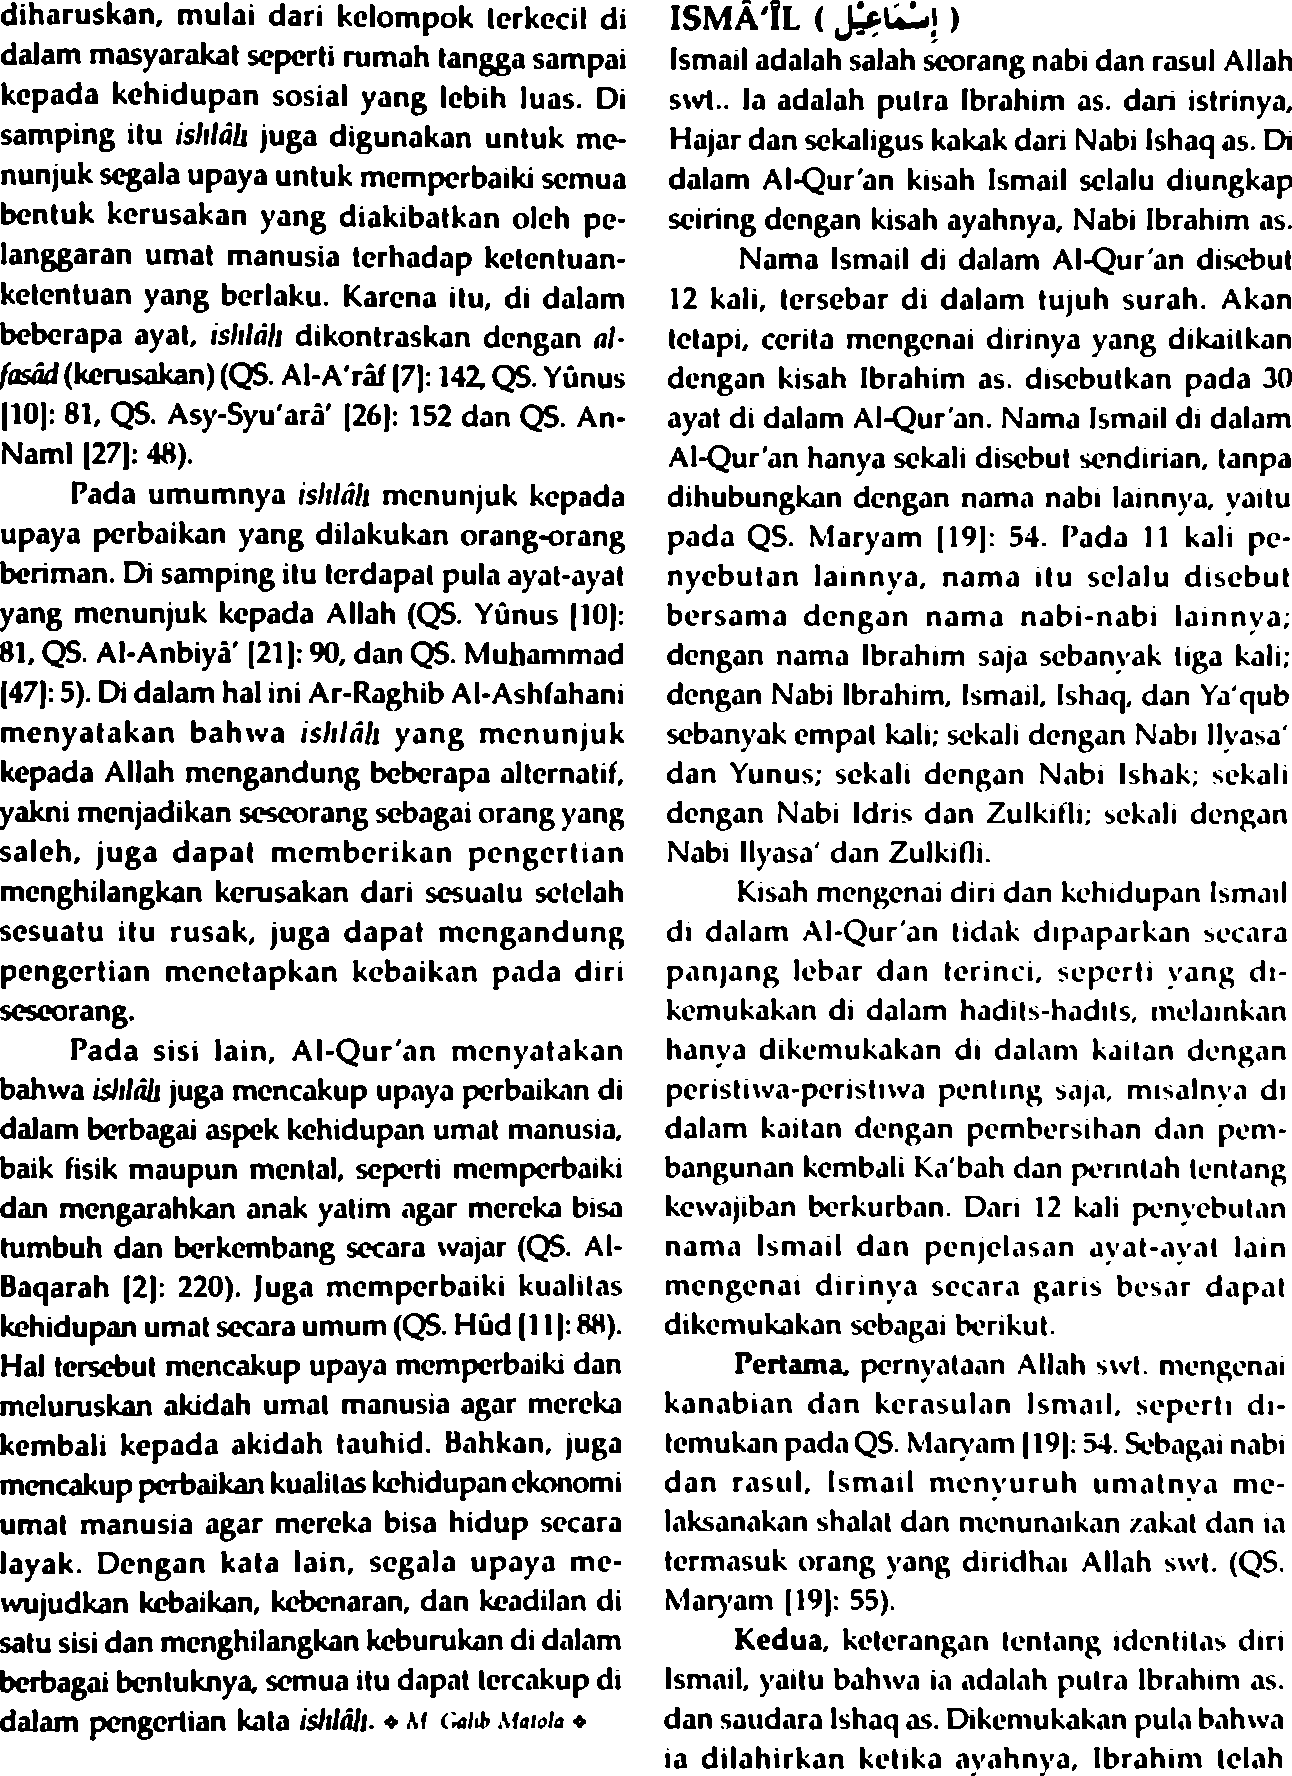 diharuskan, mulai dari kelompok terkecil di
dalam masyarakat seperti rumah tangga sampai
kepada kehidupan sosial yang lebih luas. Di
samping itu ishlâh juga digunakan untuk me-
nunjuk segala upaya untuk memperbaiki semua
bentuk kerusakan yang diakibatkan oleh pe-
langgaran umat manusia terhadap ketentuan-
ketentuan yang berlaku. Karena itu, di dalam
beberapa ayat, ishlâh dikontraskan dengan al-
fasâd (kerusakan) (QS. Al-A'râf [7]: 142, QS. Yûnus
[10]: 81, QS. Asy-Syu'arâ' [26]: 152 dan QS. An-
Naml [27]: 48).
Pada umumnya ishlâh menunjuk kepada
upaya perbaikan yang dilakukan orang-orang
beriman. Di samping itu terdapat pula ayat-ayat
yang menunjuk kepada Allah (QS. Yûnus [10]:
81, QS. Al-Anbiyâ' [21]: 90, dan QS. Muhammad
[47]: 5). Di dalam hal ini Ar-Raghib Al-Ashfahani
menyatakan bahwa ishlâh yang menunjuk
kepada Allah mengandung beberapa alternatif,
yakni menjadikan seseorang sebagai orang yang
saleh, juga dapat memberikan pengertian
menghilangkan kerusakan dari sesuatu setelah
sesuatu itu rusak, juga dapat mengandung
pengertian menetapkan kebaikan pada diri
seseorang.
Pada sisi lain, Al-Qur'an menyatakan
bahwa ishlâh juga mencakup upaya perbaikan di
dalam berbagai aspek kehidupan umat manusia,
baik fisik maupun mental, seperti memperbaiki
dan mengarahkan anak yatim agar mereka bisa
tumbuh dan berkembang secara wajar (QS. Al-
Baqarah [2]: 220). Juga memperbaiki kualitas
kehidupan umat secara umum (QS. Hûd [11]: 88).
Hal tersebut mencakup upaya memperbaiki dan
meluruskan akidah umat manusia agar mereka
kembali kepada akidah tauhid. Bahkan, juga
mencakup perbaikan kualitas kehidupan ekonomi
umat manusia agar mereka bisa hidup secara
layak. Dengan kata lain, segala upaya me-
wujudkan kebaikan, kebenaran, dan keadilan di
satu sisi dan menghilangkan keburukan di dalam
berbagai bentuknya, semua itu dapat tercakup di
dalam pengertian kata ishlâh. ◆ M Galib Matola ◆
ISMÂ'ÎL ( إِسْمَاعِيْل )
Ismail adalah salah seorang nabi dan rasul Allah
swt.. Ia adalah putra Ibrahim as. dari istrinya,
Hajar dan sekaligus kakak dari Nabi Ishaq as. Di
dalam Al-Qur'an kisah Ismail selalu diungkap
seiring dengan kisah ayahnya, Nabi Ibrahim as.
Nama Ismail di dalam Al-Qur'an disebut
12 kali, tersebar di dalam tujuh surah. Akan
tetapi, cerita mengenai dirinya yang dikaitkan
dengan kisah Ibrahim as. disebutkan pada 30
ayat di dalam Al-Qur'an. Nama Ismail di dalam
Al-Qur'an hanya sekali disebut sendirian, tanpa
dihubungkan dengan nama nabi lainnya, yaitu
pada QS. Maryam [19]: 54. Pada 11 kali pe-
nyebutan lainnya, nama itu selalu disebut
bersama dengan nama nabi-nabi lainnya;
dengan nama Ibrahim saja sebanyak tiga kali;
dengan Nabi Ibrahim, Ismail, Ishaq, dan Ya'qub
sebanyak empat kali; sekali dengan Nabi Ilyasa'
dan Yunus; sekali dengan Nabi Ishak; sekali
dengan Nabi Idris dan Zulkifli; sekali dengan
Nabi Ilyasa' dan Zulkifli.
Kisah mengenai diri dan kehidupan Ismail
di dalam Al-Qur'an tidak dipaparkan secara
panjang lebar dan terinci, seperti yang di-
kemukakan di dalam hadits-hadits, melainkan
hanya dikemukakan di dalam kaitan dengan
peristiwa-peristiwa penting saja, misalnya di
dalam kaitan dengan pembersihan dan pem-
bangunan kembali Ka'bah dan perintah tentang
kewajiban berkurban. Dari 12 kali penyebutan
nama Ismail dan penjelasan ayat-ayat lain
mengenai dirinya secara garis besar dapat
dikemukakan sebagai berikut.
Pertama, pernyataan Allah swt. mengenai
kanabian dan kerasulan Ismail, seperti di-
temukan pada QS. Maryam [19]: 54. Sebagai nabi
dan rasul, Ismail menyuruh umatnya me-
laksanakan shalat dan menunaikan zakat dan ia
termasuk orang yang diridhai Allah swt. (QS.
Maryam [19]: 55).
Kedua, keterangan tentang identitas diri
Ismail, yaitu bahwa ia adalah putra Ibrahim as.
dan saudara Ishaq as. Dikemukakan pula bahwa
ia dilahirkan ketika ayahnya, Ibrahim telah